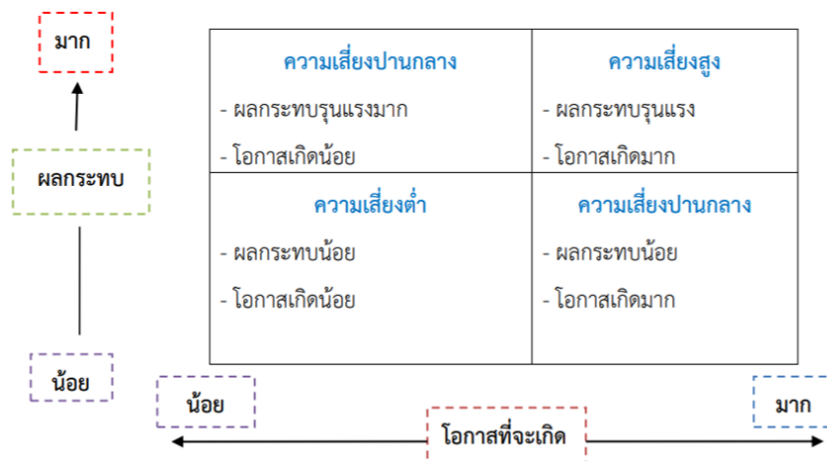 มาก
ผลกระทบ
น้อย
ความเสี่ยงปานกลาง
- ผลกระทบรุนแรงมาก
- โอกาสเกิดน้อย
ความเสี่ยงสูง
- ผลกระทบรุนแรง
- โอกาสเกิดมาก
ความเสี่ยงต่ำ
- ผลกระทบน้อย
- โอกาสเกิดน้อย
ความเสี่ยงปานกลาง
- ผลกระทบน้อย
- โอกาสเกิดมาก
น้อย
โอกาสที่จะเกิด
มาก